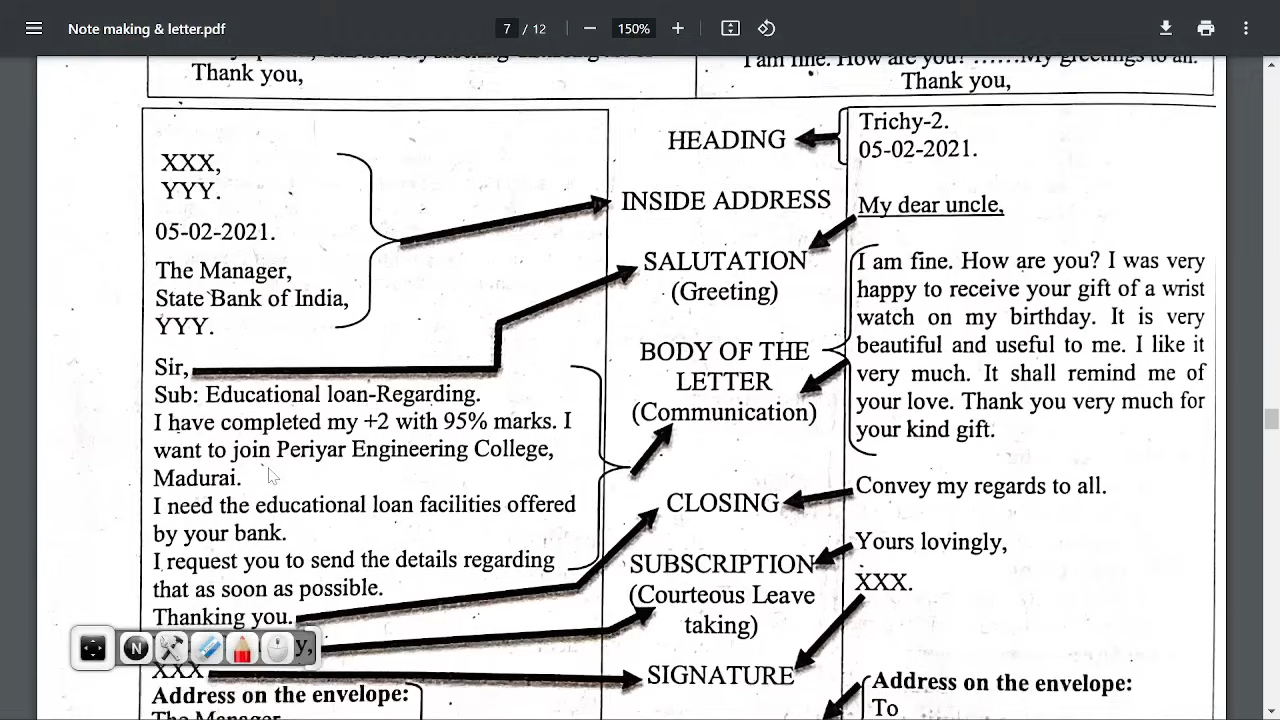 Note making & letter.pdf
7 / 12
150%
Thank you,
I am fine. How are you? ......My greetings to all.
Thank you,
XXX,
YYY.
05-02-2021.
The Manager,
State Bank of India,
YYY.
Sir,
Sub: Educational loan-Regarding.
I have completed my +2 with 95% marks. I
want to join Periyar Engineering College,
Madurai.
I need the educational loan facilities offered
by your bank.
I request you to send the details regarding
that as soon as possible.
Thanking you.
y,
XXX
Address on the envelope:
The Manager
HEADING
INSIDE ADDRESS
SALUTATION
(Greeting)
BODY OF THE
LETTER
(Communication)
CLOSING
SUBSCRIPTION
(Courteous Leave
taking)
SIGNATURE
Trichy-2.
05-02-2021.
My dear uncle,
I am fine. How are you? I was very
happy to receive your gift of a wrist
watch on my birthday. It is very
beautiful and useful to me. I like it
very much. It shall remind me of
your love. Thank you very much for
your kind gift.
Convey my regards to all.
Yours lovingly,
XXX.
Address on the envelope:
To
N